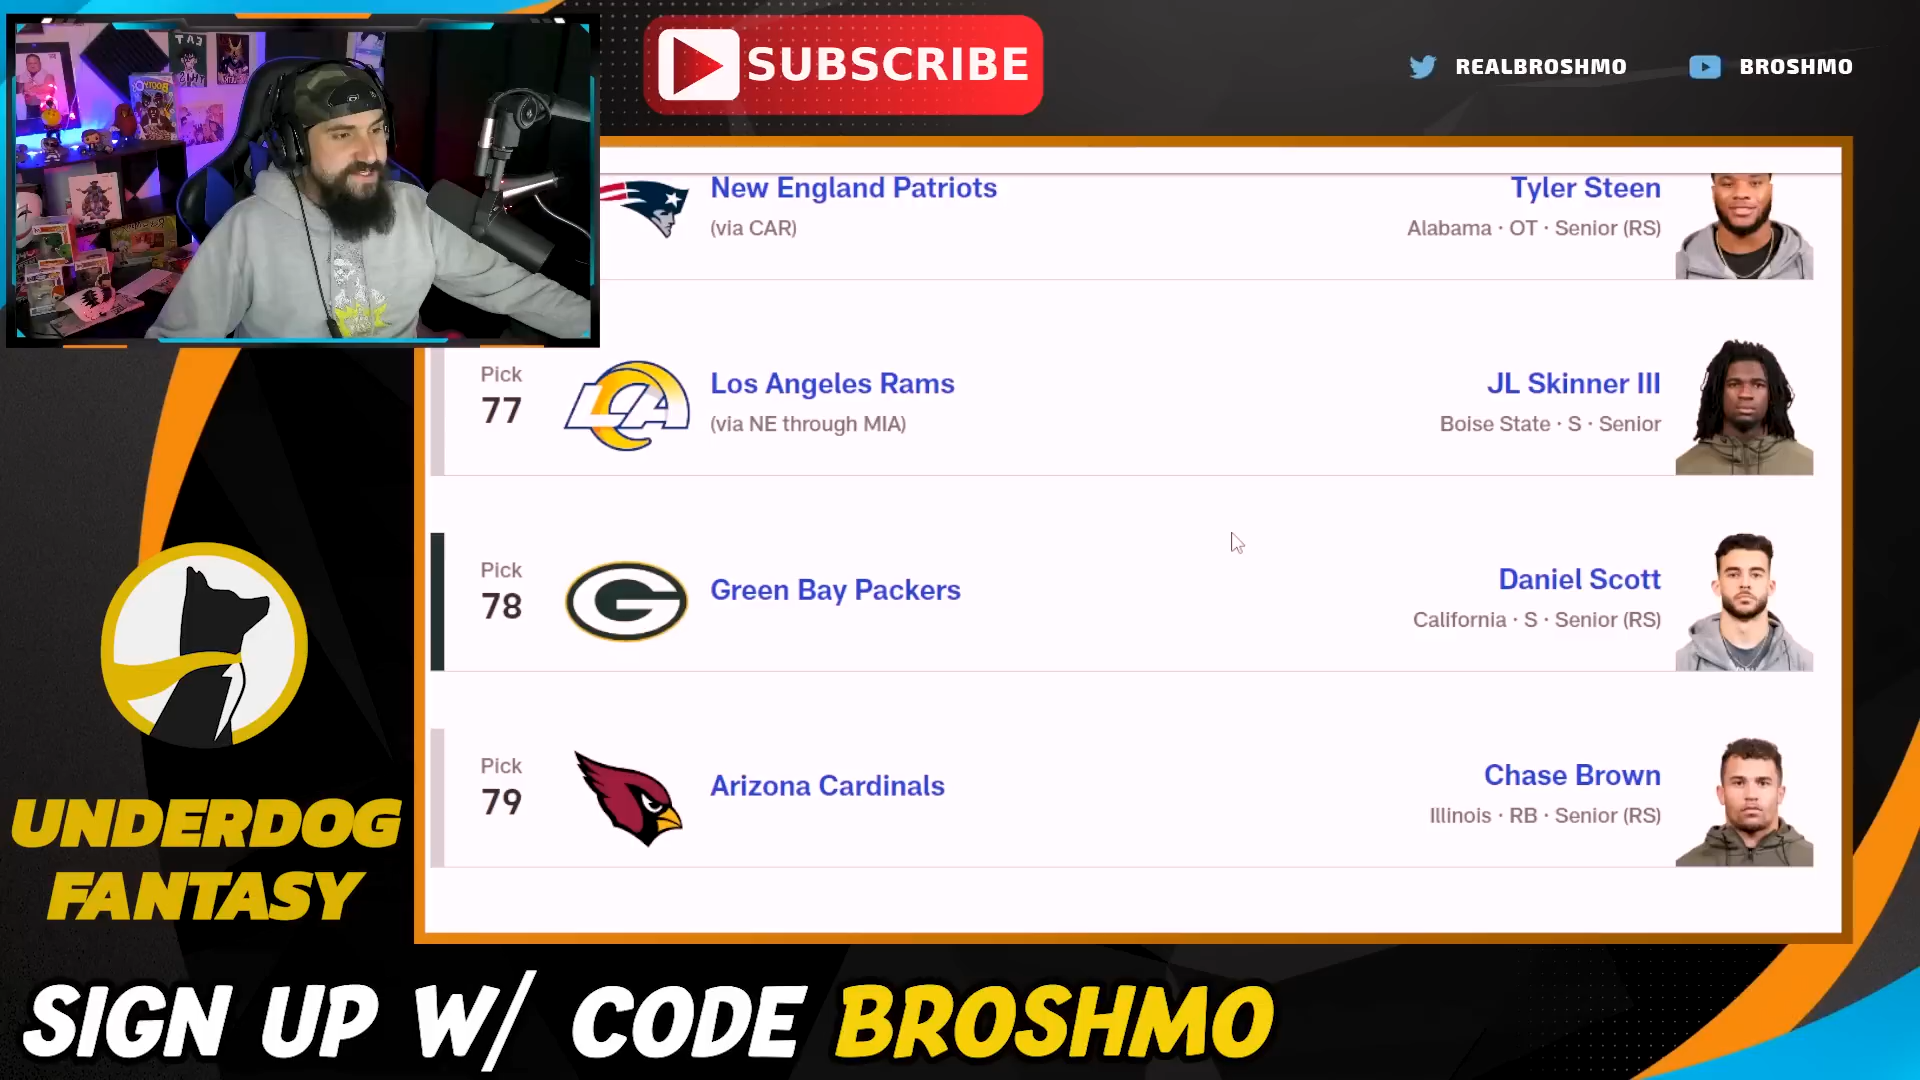 SUBSCRIBE
REALBROSHMO
BROSHMO
New England Patriots
(via CAR)
Tyler Steen
Alabama · OT · Senior (RS)
Pick
77
LA
Los Angeles Rams
(via NE through MIA)
JL Skinner III
Boise State · S · Senior
Pick
78
G
Green Bay Packers
Daniel Scott
California · S · Senior (RS)
Pick
79
Arizona Cardinals
Chase Brown
Illinois · RB · Senior (RS)
UNDERDOG
FANTASY
SIGN UP W/ CODE BROSHMO